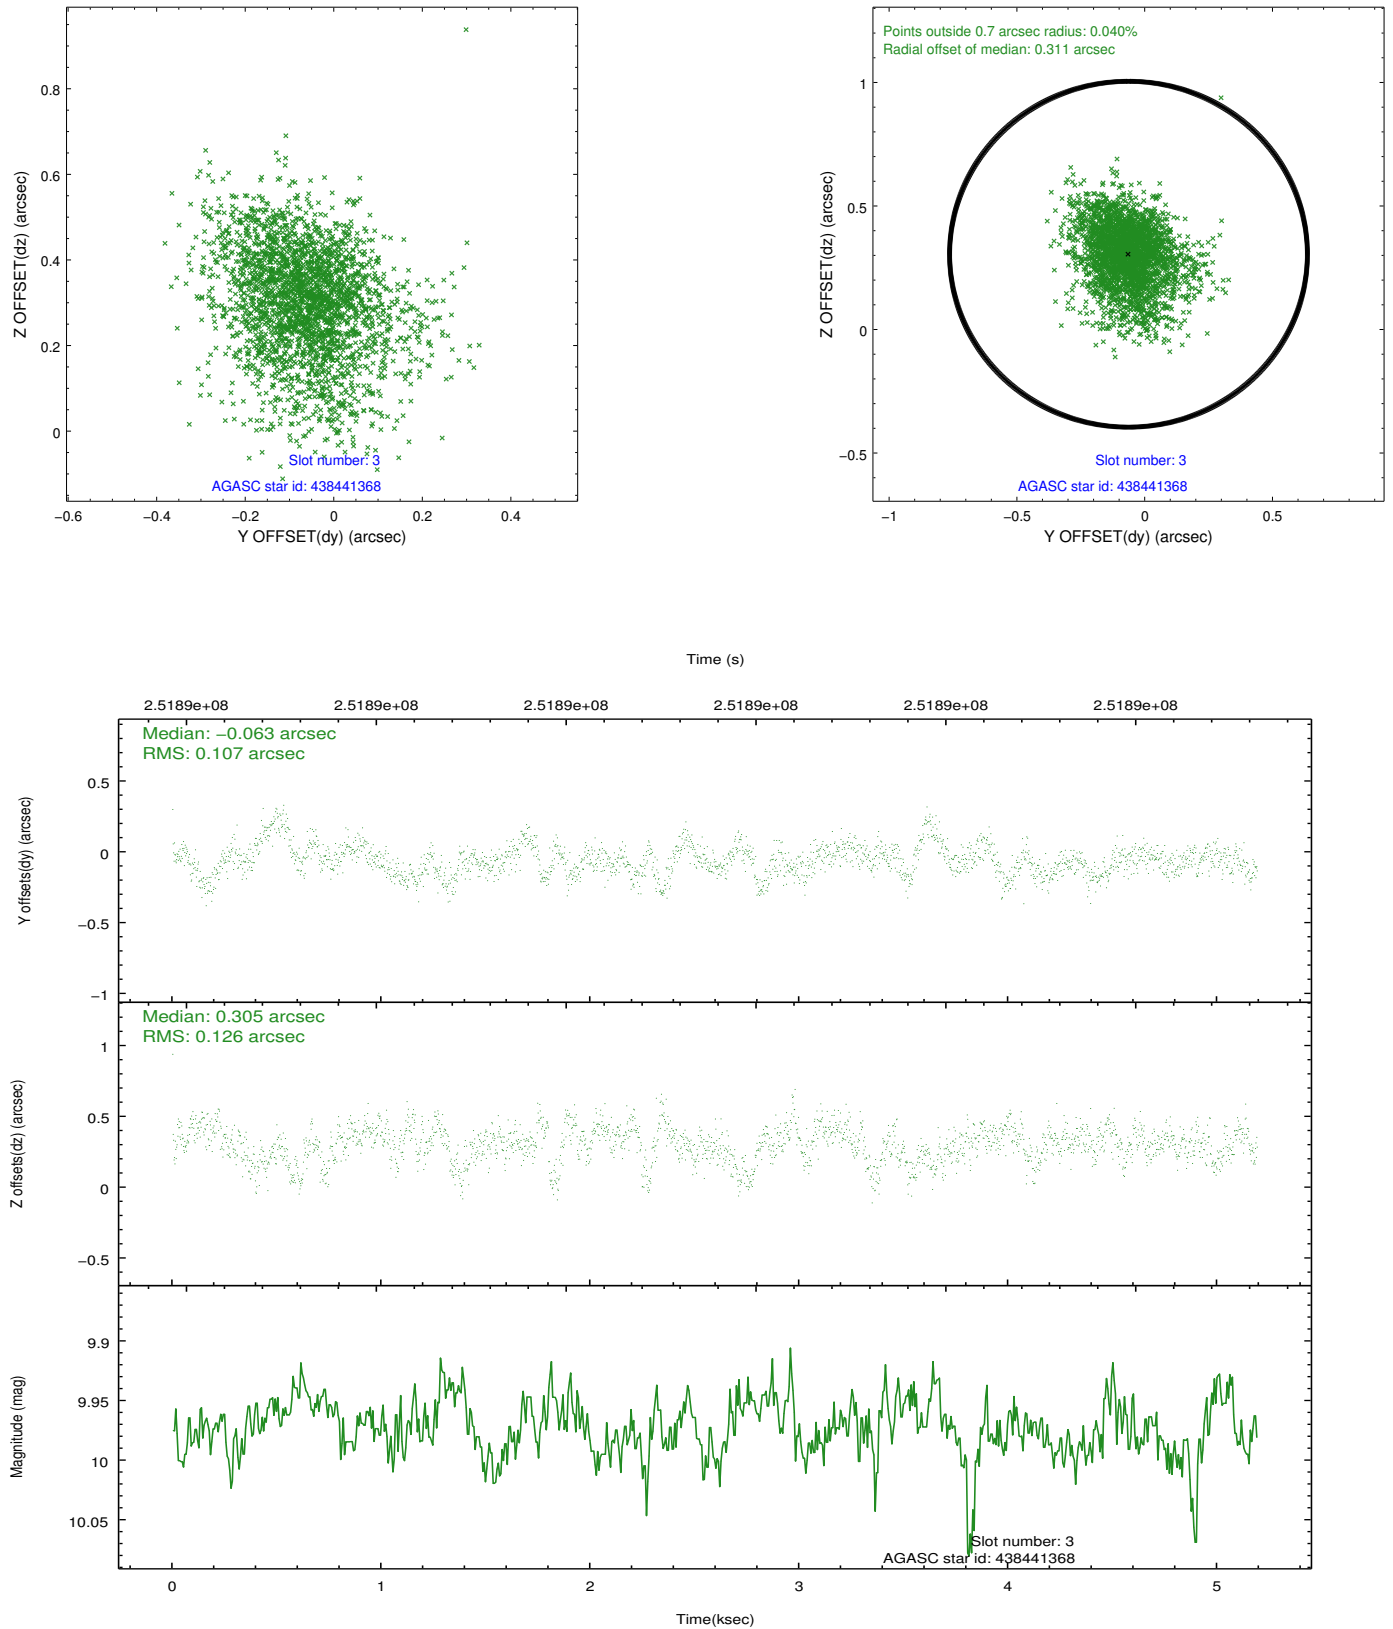 0.8
0.6
0.4
0.2
0
−0.6 −0.4 −0.2 0 0.2 0.4
Z OFFSET(dz) (arcsec)
Y OFFSET(dy) (arcsec)
Slot number: 3
AGASC star id: 438441368
Points outside 0.7 arcsec radius: 0.040%
Radial offset of median: 0.311 arcsec
1
0.5
0
−0.5
−1 −0.5 0 0.5
Z OFFSET(dz) (arcsec)
Y OFFSET(dy) (arcsec)
Slot number: 3
AGASC star id: 438441368
Time (s)
2.5189e+08 2.5189e+08 2.5189e+08 2.5189e+08 2.5189e+08 2.5189e+08
Median: −0.063 arcsec
RMS: 0.107 arcsec
0.5
0
−0.5
−1
Y offsets(dy) (arcsec)
Median: 0.305 arcsec
RMS: 0.126 arcsec
1
0.5
0
−0.5
Z offsets(dz) (arcsec)
9.9
9.95
10
10.05
Magnitude (mag)
Slot number: 3
AGASC star id: 438441368
0 1 2 3 4 5
Time(ksec)